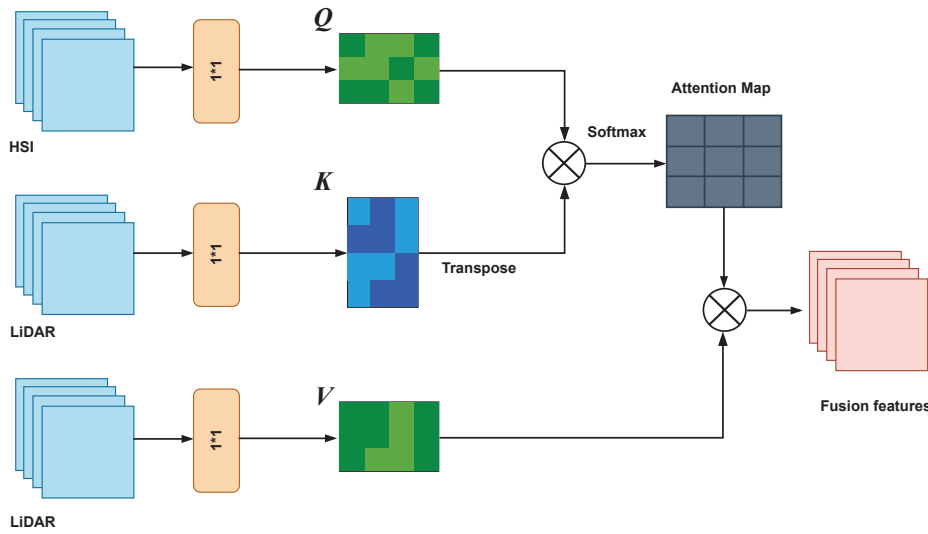 Q
1*1
HSI
Attention Map
Softmax
K
1*1
Transpose
LiDAR
V
1*1
Fusion features
LiDAR